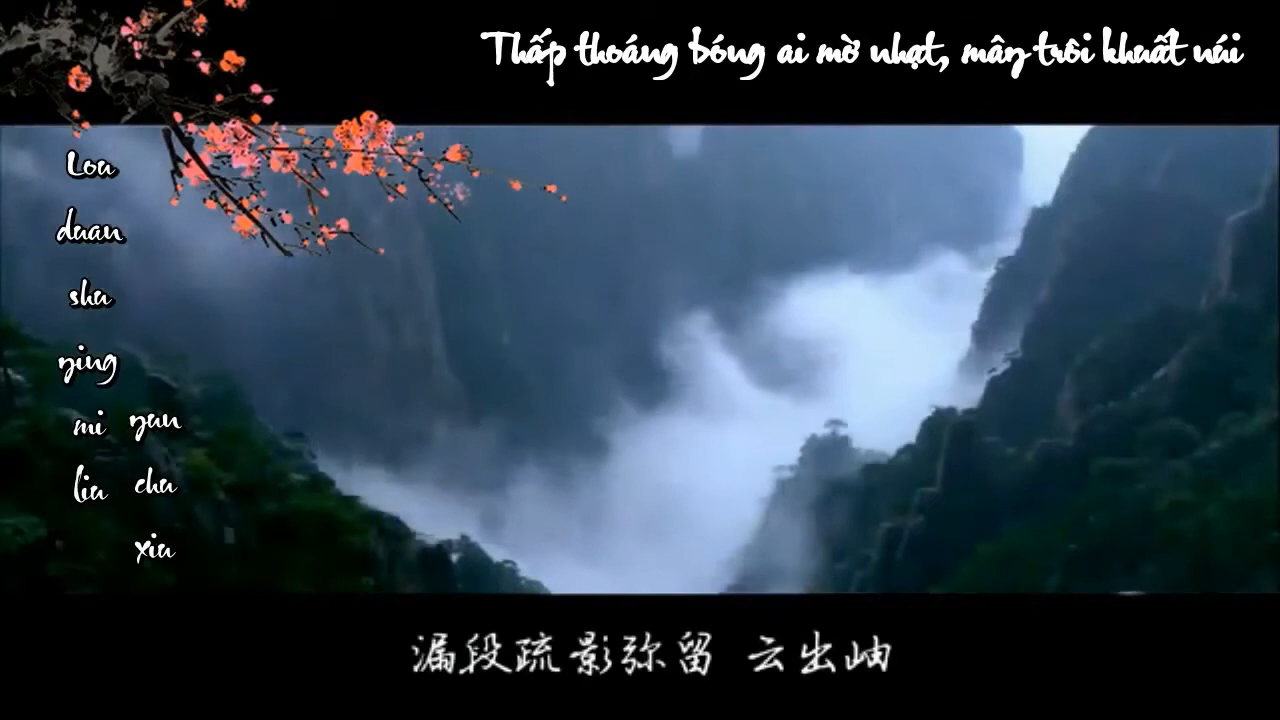 Thấp thoáng bóng ai mờ nhạt, mây trôi khuất núi
Lou
duan
shu
ying
mi
liu
yun
chu
xiu
漏段疏影弥留 云出岫